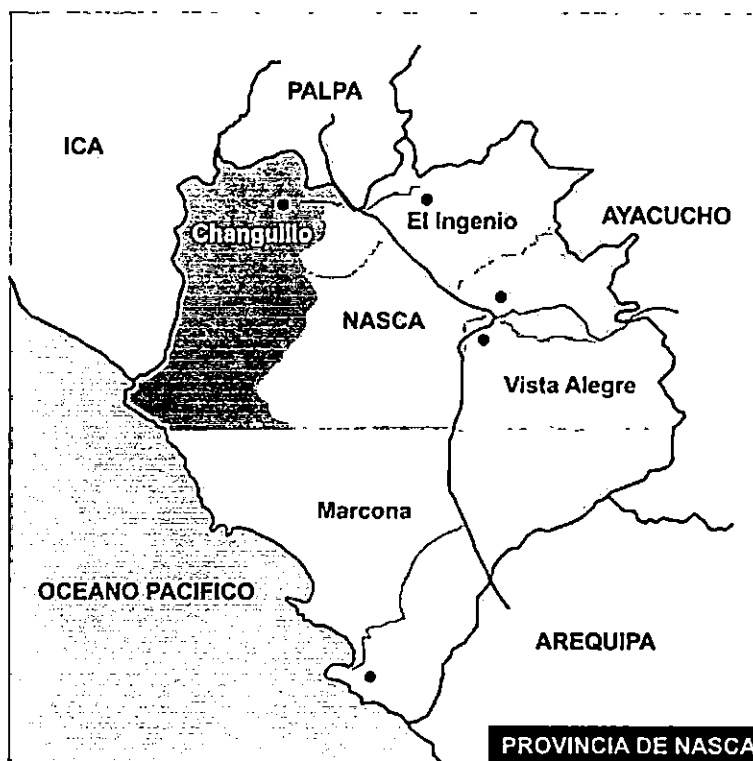 PALPA
ICA
El Ingenio
AYACUCHO
Changuillo
NASCA
Vista Alegre
Marcona
OCEANO PACIFICO
AREQUIPA
PROVINCIA DE NASCA